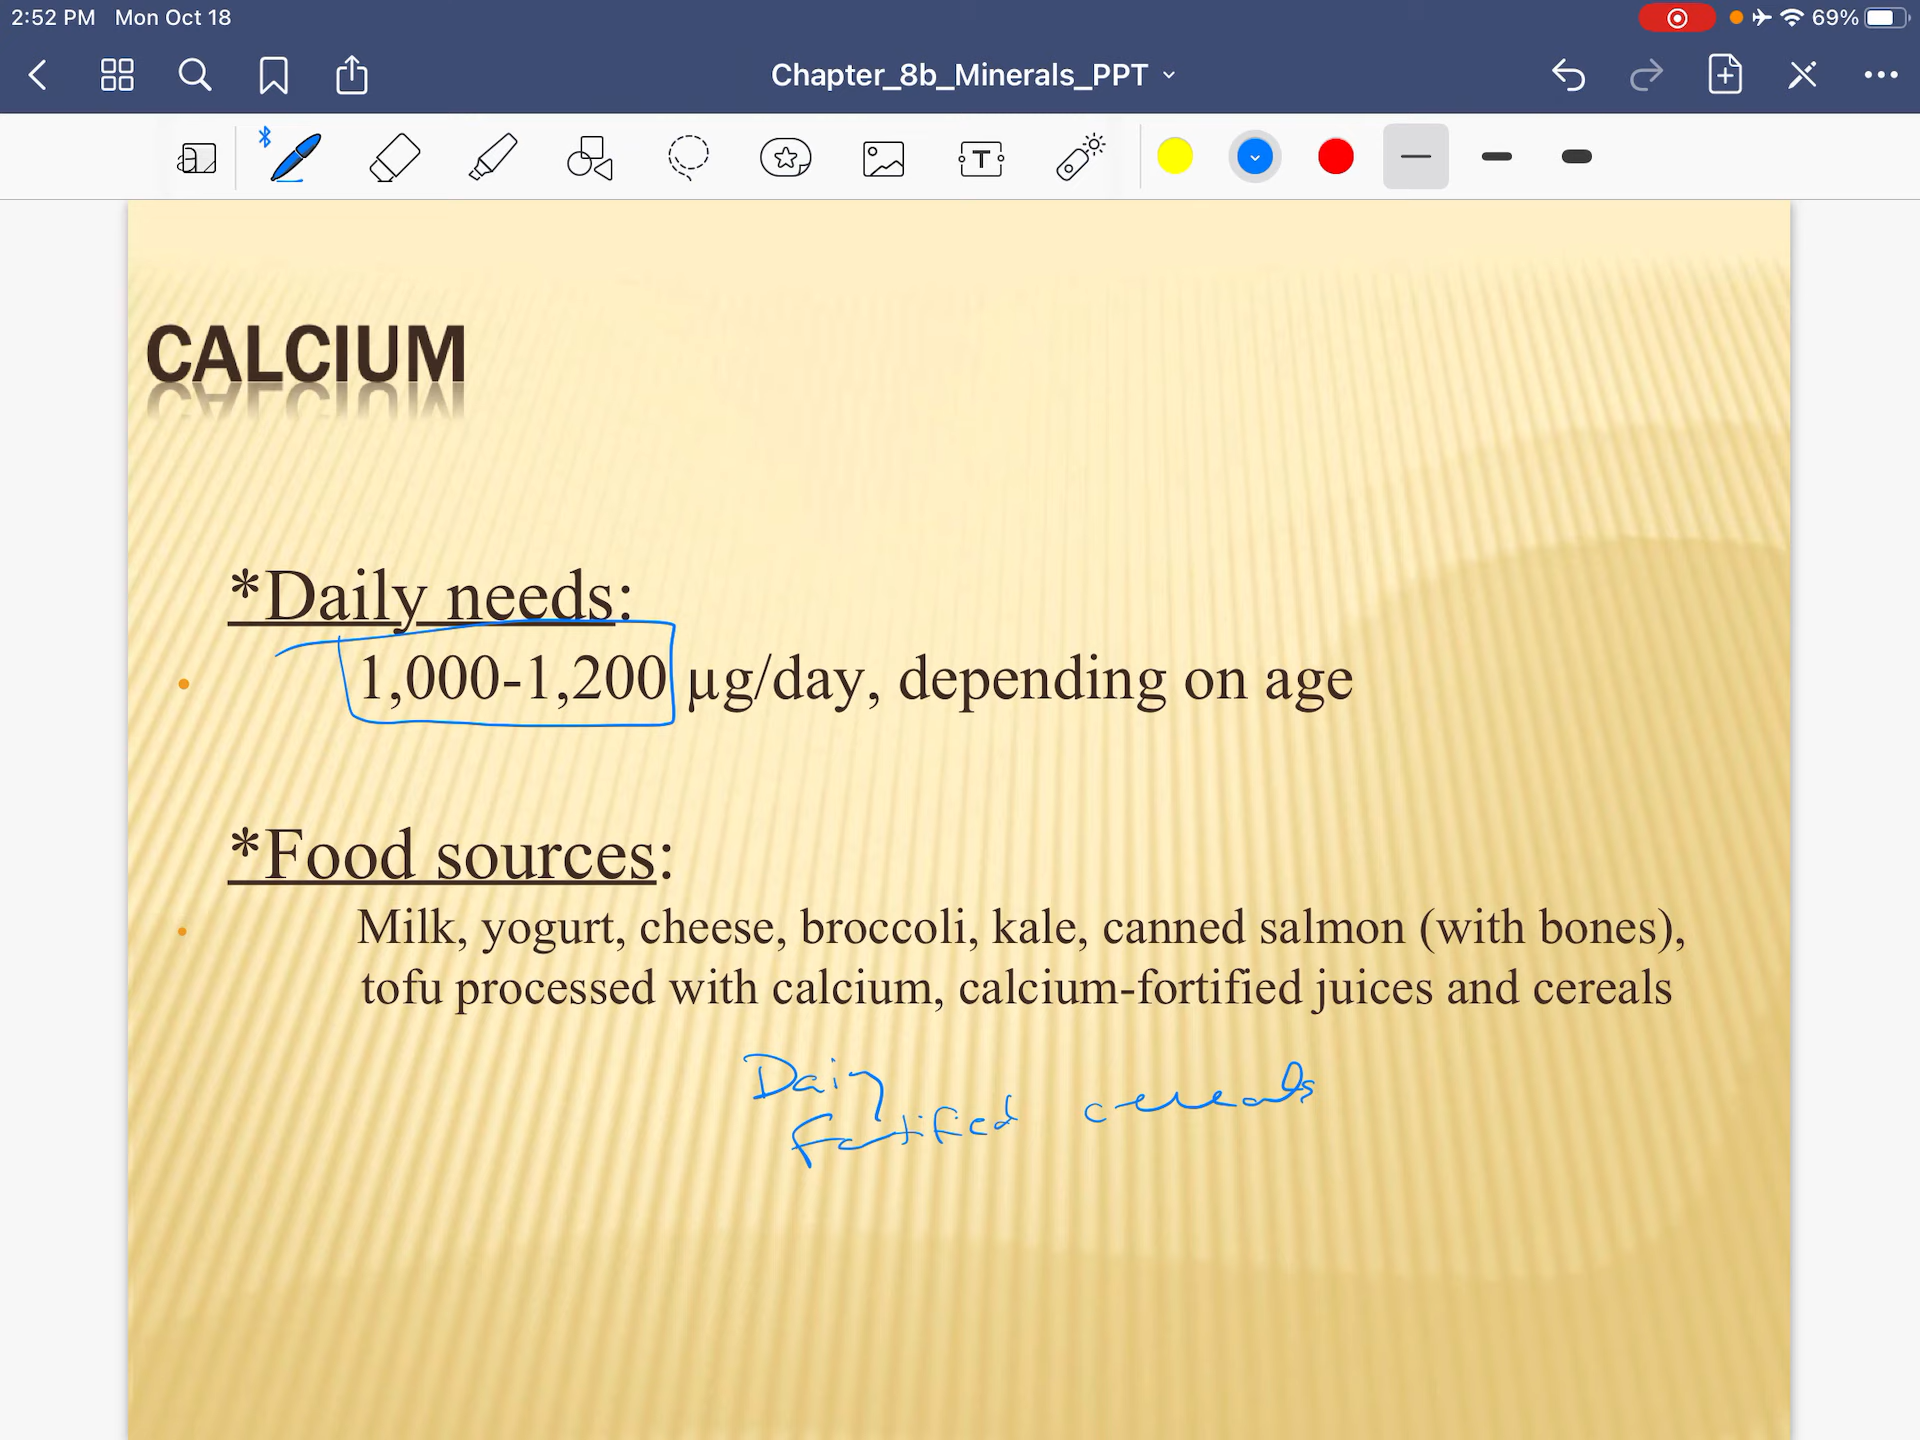 2:52 PM Mon Oct 18
69%
Chapter_8b_Minerals_PPT
CALCIUM
*Daily needs:
• 1,000-1,200 µg/day, depending on age
*Food sources:
• Milk, yogurt, cheese, broccoli, kale, canned salmon (with bones),
tofu processed with calcium, calcium-fortified juices and cereals
Dairy
fortified cereals